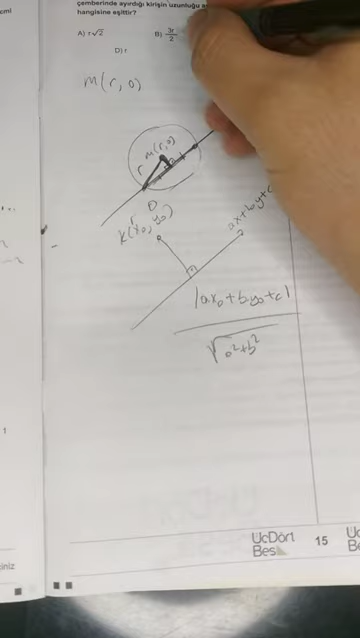 çemberinde ayırdığı kirişin uzunluğu
hangisine eşittir?
A) r√2
B) 3r/2
D) r
M(r,0)
M(r,0)
r
K(x₀, y₀)
ax+by+c
|ax₀+by₀+c|
√a²+b²
ÜçDört
Beş
15